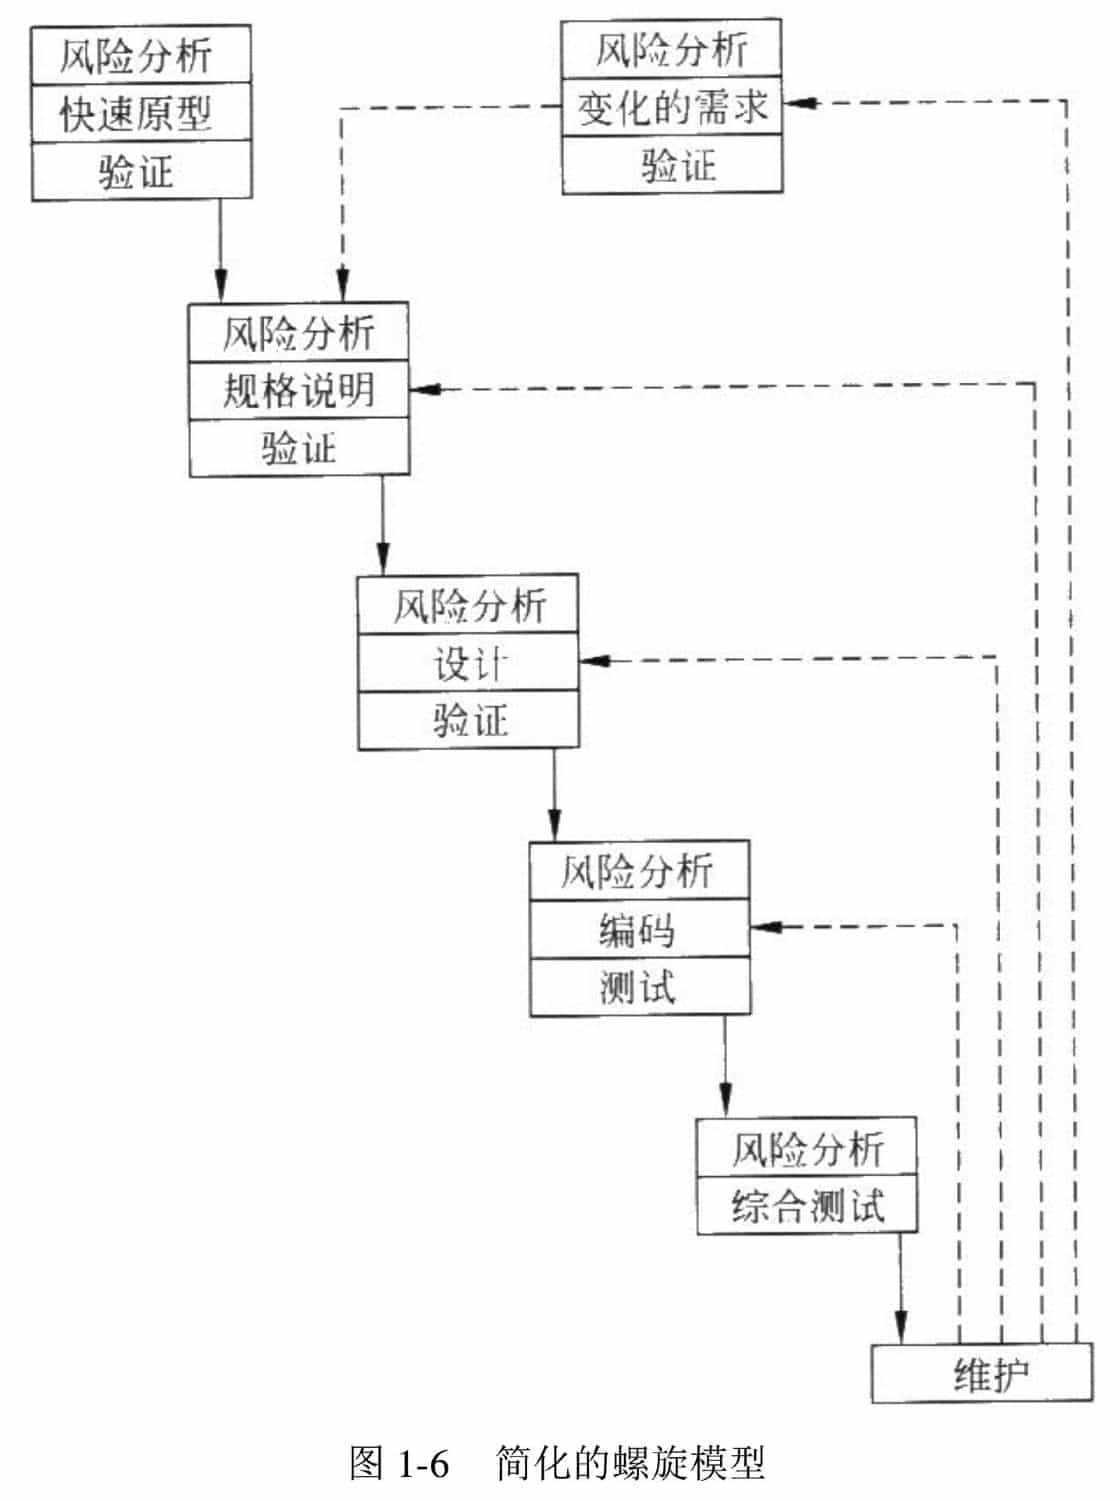 风险分析
快速原型
验证
风险分析
变化的需求
验证
风险分析
规格说明
验证
风险分析
设计
验证
风险分析
编码
测试
风险分析
综合测试
维护
图 1-6 简化的螺旋模型